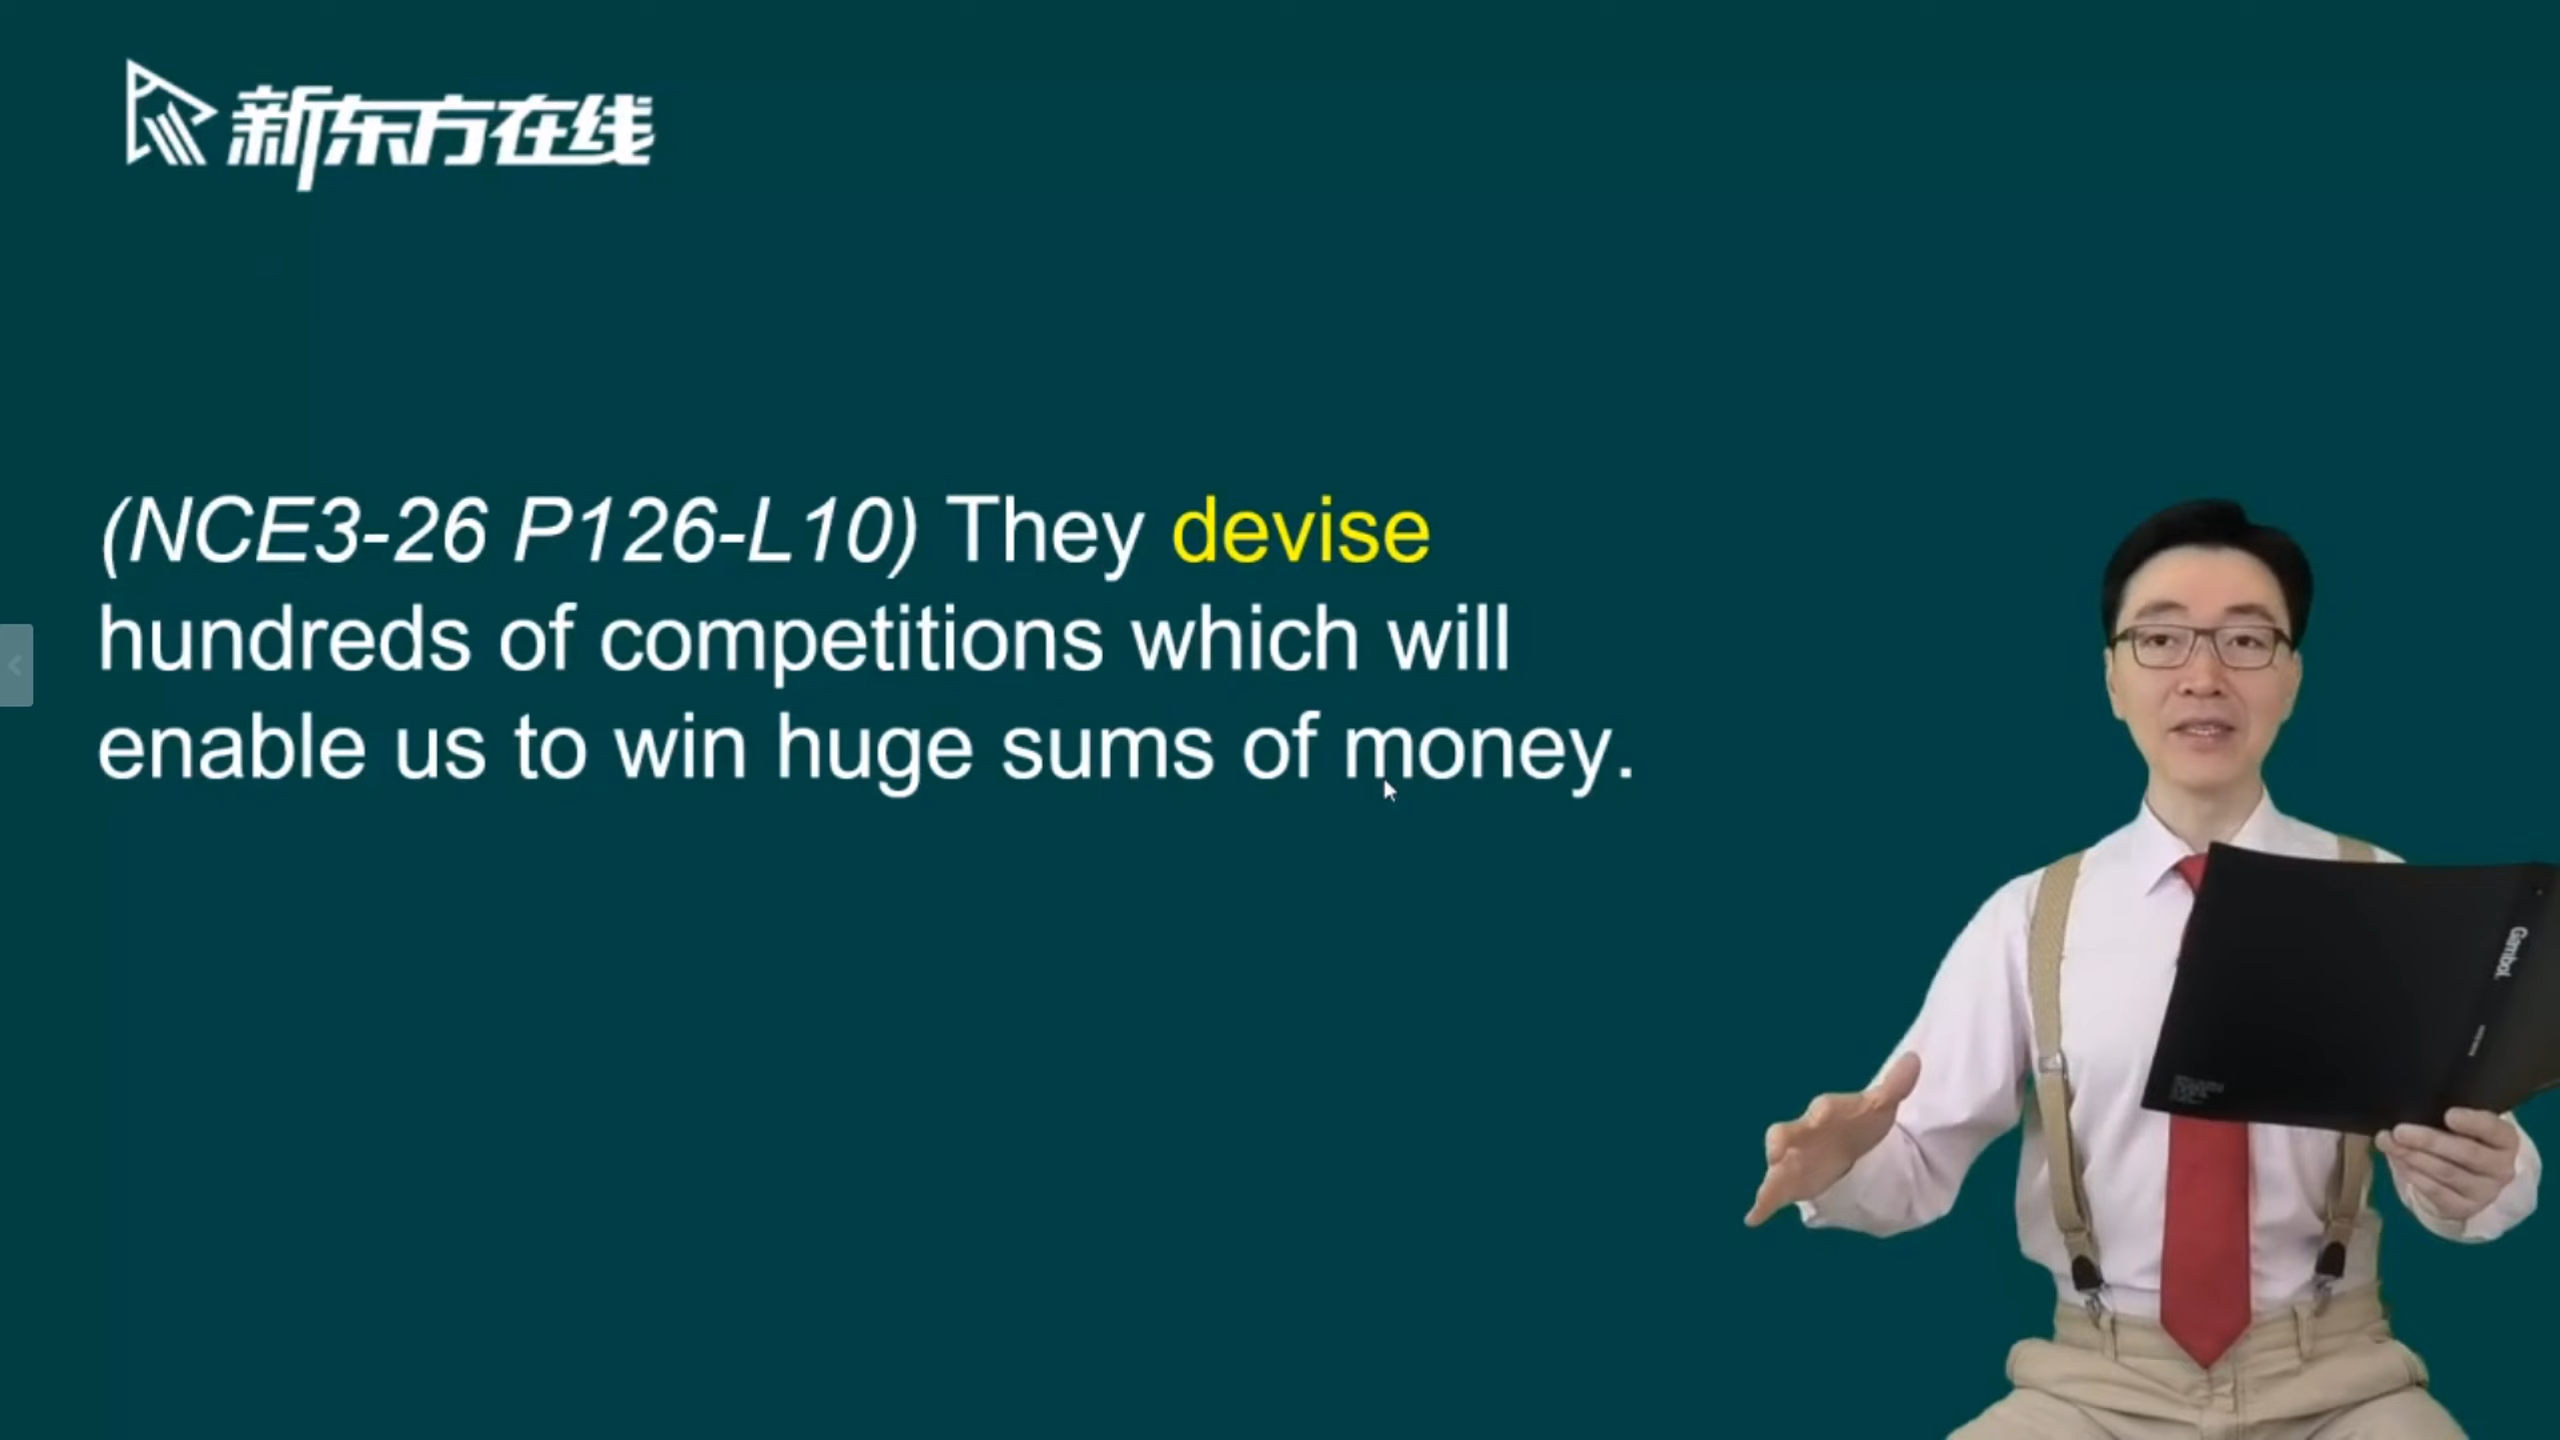 新东方在线
(NCE3-26 P126-L10) They devise
hundreds of competitions which will
enable us to win huge sums of money.
Gambol